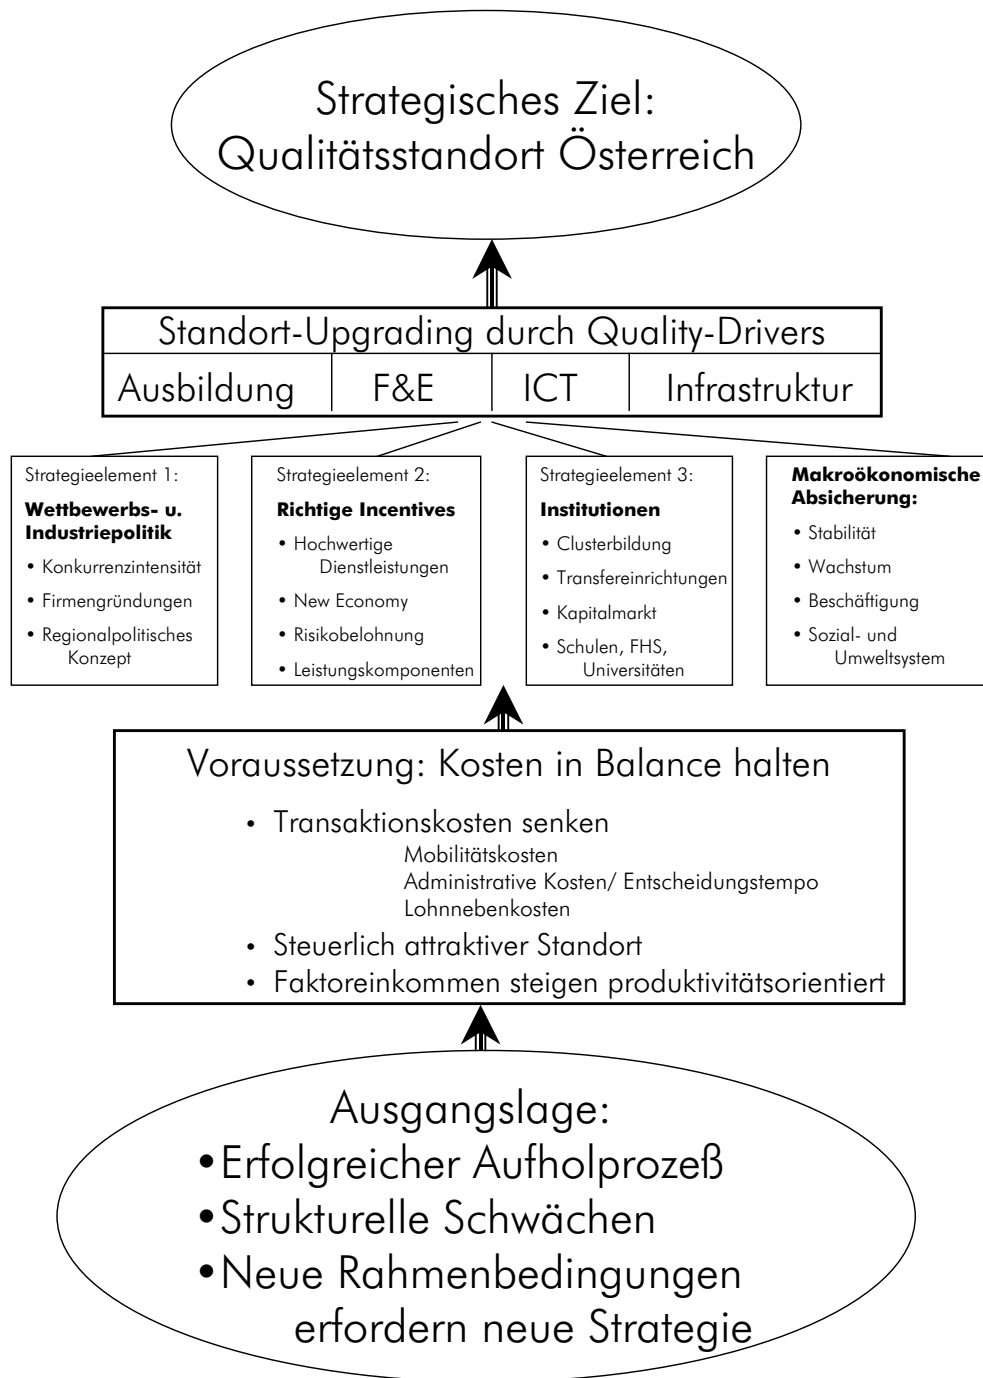 Strategisches Ziel:
Qualitätsstandort Österreich
Standort-Upgrading durch Quality-Drivers
Ausbildung
F&E
ICT
Infrastruktur
Strategieelement 1:
Wettbewerbs- u.
Industriepolitik
• Konkurrenzintensität
• Firmengründungen
• Regionalpolitisches
Konzept
Strategieelement 2:
Richtige Incentives
• Hochwertige
Dienstleistungen
• New Economy
• Risikobelohnung
• Leistungskomponenten
Strategieelement 3:
Institutionen
• Clusterbildung
• Transfereinrichtungen
• Kapitalmarkt
• Schulen, FHS,
Universitäten
Makroökonomische
Absicherung:
• Stabilität
• Wachstum
• Beschäftigung
• Sozial- und
Umweltsystem
Voraussetzung: Kosten in Balance halten
• Transaktionskosten senken
Mobilitätskosten
Administrative Kosten/ Entscheidungstempo
Lohnnebenkosten
• Steuerlich attraktiver Standort
• Faktoreinkommen steigen produktivitätsorientiert
Ausgangslage:
•Erfolgreicher Aufholprozeß
•Strukturelle Schwächen
•Neue Rahmenbedingungen
erfordern neue Strategie